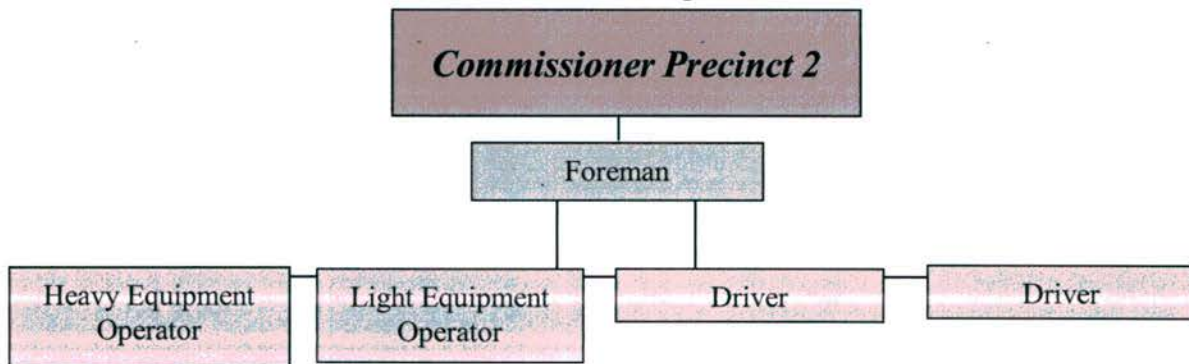 Commissioner Precinct 2
Foreman
Heavy Equipment
Operator
Light Equipment
Operator
Driver
Driver